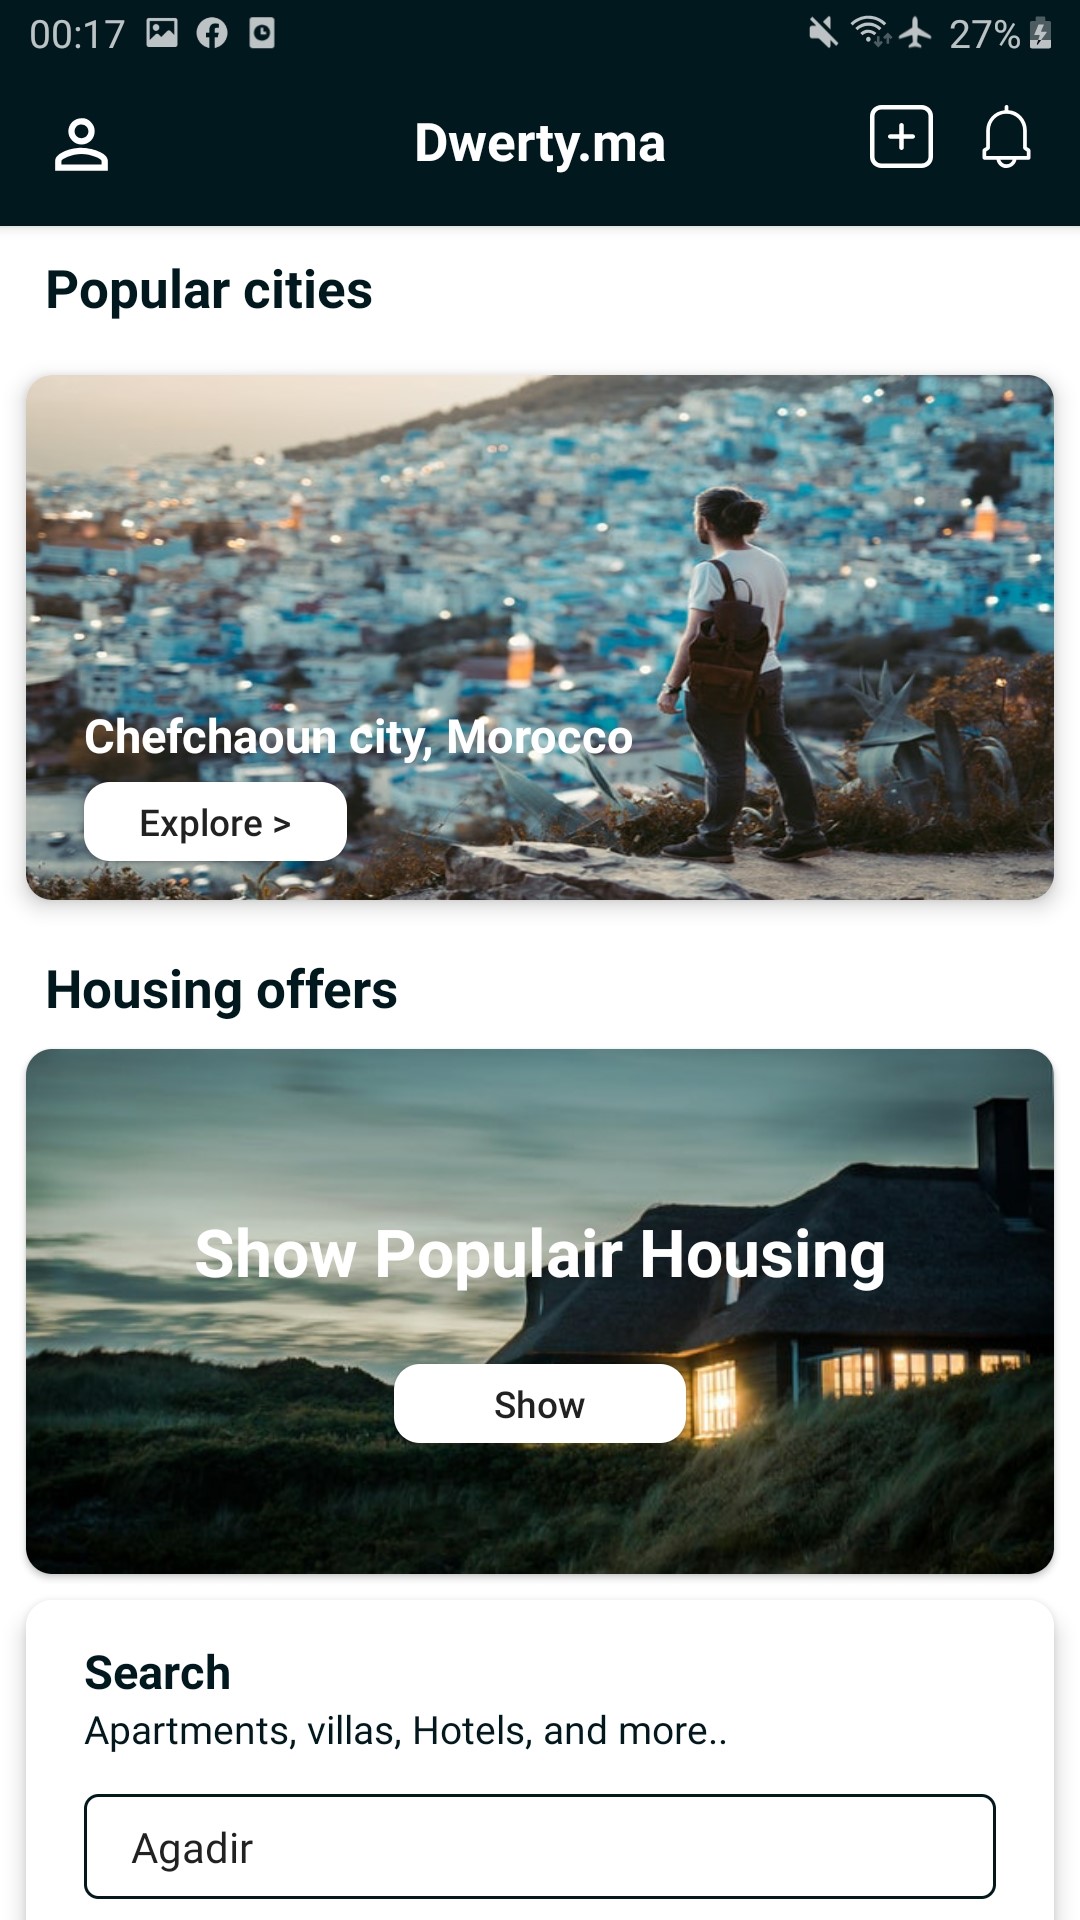 00:17
27%
Dwerty.ma
Popular cities
Chefchaoun city, Morocco
Explore >
Housing offers
Show Populair Housing
Show
Search
Apartments, villas, Hotels, and more..
Agadir